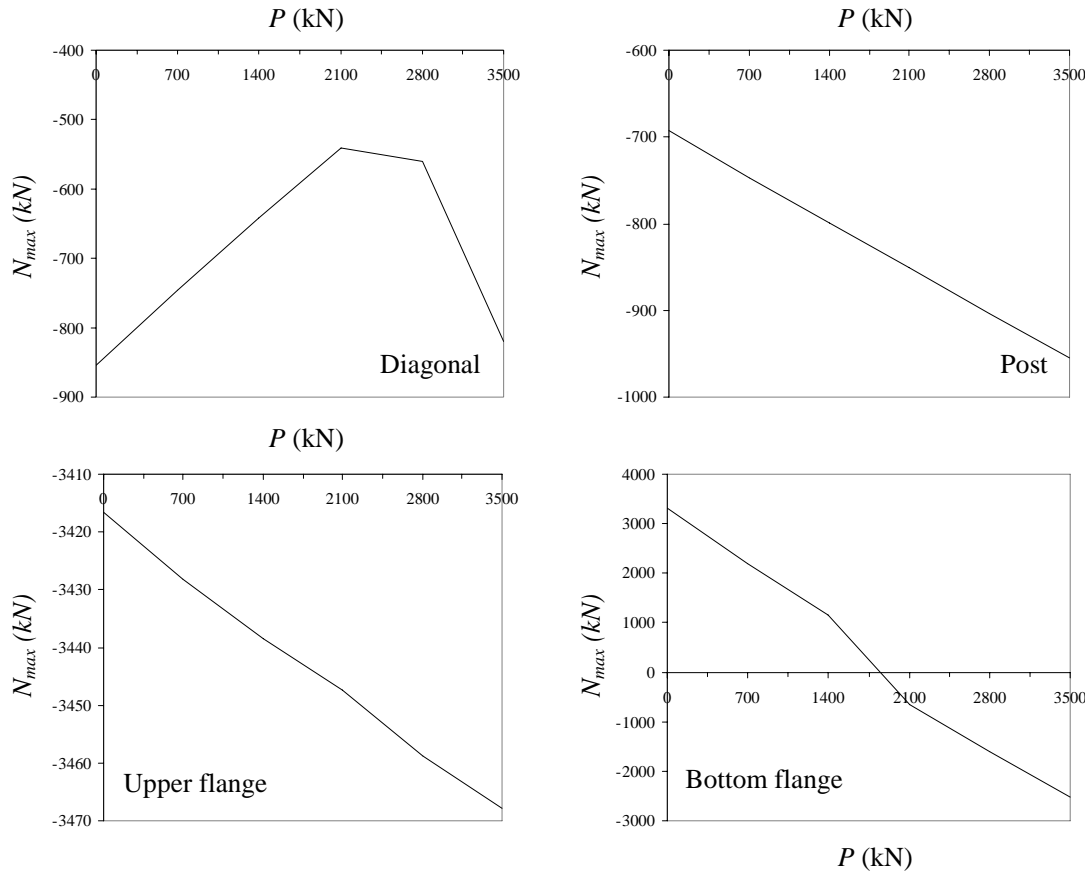 P (kN)
-400
0 700 1400 2100 2800 3500
-500
-600
-700
-800
-900
N_max (kN)
Diagonal
P (kN)
-600
0 700 1400 2100 2800 3500
-700
-800
-900
-1000
N_max (kN)
Post
P (kN)
-3410
0 700 1400 2100 2800 3500
-3420
-3430
-3440
-3450
-3460
-3470
N_max (kN)
Upper flange
4000
3000
2000
1000
0
0 700 1400 2100 2800 3500
-1000
-2000
-3000
N_max (kN)
Bottom flange
P (kN)